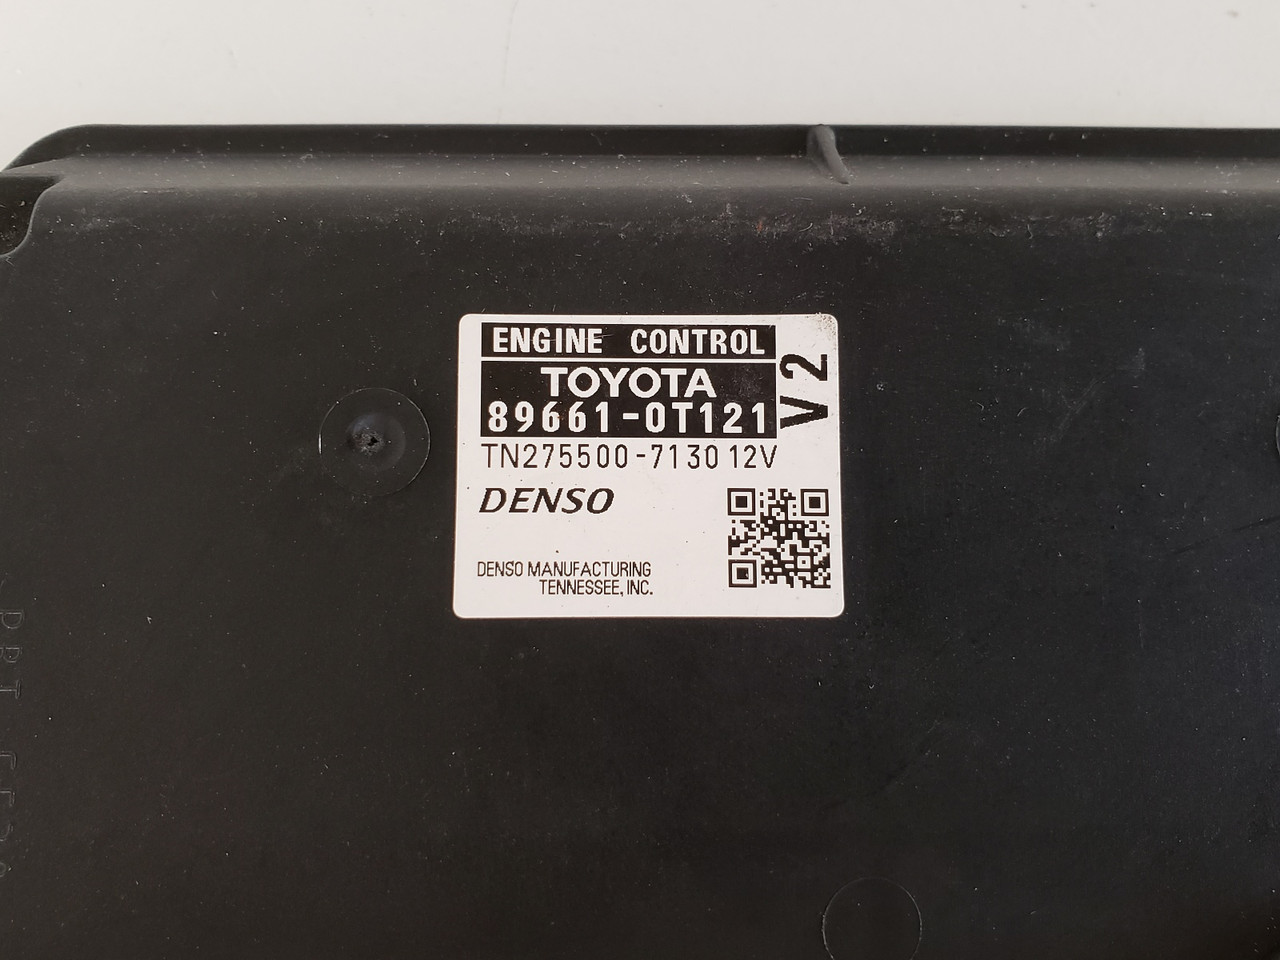 ENGINE CONTROL
TOYOTA
89661-0T121
V2
TN275500-7130 12V
DENSO
DENSO MANUFACTURING
TENNESSEE, INC.